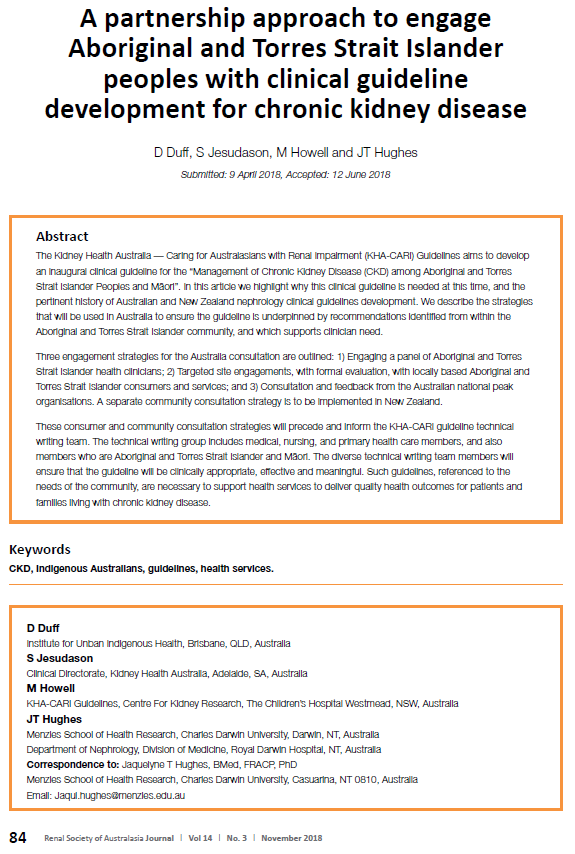 A partnership approach to engage
Aboriginal and Torres Strait Islander
peoples with clinical guideline
development for chronic kidney disease
D Duff, S Jesudason, M Howell and JT Hughes
Submitted: 9 April 2018, Accepted: 12 June 2018
Abstract
The Kidney Health Australia — Caring for Australasians with Renal Impairment (KHA-CARI) Guidelines aims to develop
an inaugural clinical guideline for the “Management of Chronic Kidney Disease (CKD) among Aboriginal and Torres
Strait Islander Peoples and Māori”. In this article we highlight why this clinical guideline is needed at this time, and the
pertinent history of Australian and New Zealand nephrology clinical guidelines development. We describe the strategies
that will be used in Australia to ensure the guideline is underpinned by recommendations identified from within the
Aboriginal and Torres Strait Islander community, and which supports clinician need.
Three engagement strategies for the Australia consultation are outlined: 1) Engaging a panel of Aboriginal and Torres
Strait Islander health clinicians; 2) Targeted site engagements, with formal evaluation, with locally based Aboriginal and
Torres Strait Islander consumers and services; and 3) Consultation and feedback from the Australian national peak
organisations. A separate community consultation strategy is to be implemented in New Zealand.
These consumer and community consultation strategies will precede and inform the KHA-CARI guideline technical
writing team. The technical writing group includes medical, nursing, and primary health care members, and also
members who are Aboriginal and Torres Strait Islander and Māori. The diverse technical writing team members will
ensure that the guideline will be clinically appropriate, effective and meaningful. Such guidelines, referenced to the
needs of the community, are necessary to support health services to deliver quality health outcomes for patients and
families living with chronic kidney disease.
Keywords
CKD, Indigenous Australians, guidelines, health services.
D Duff
Institute for Urban Indigenous Health, Brisbane, QLD, Australia
S Jesudason
Clinical Directorate, Kidney Health Australia, Adelaide, SA, Australia
M Howell
KHA-CARI Guidelines, Centre For Kidney Research, The Children's Hospital Westmead, NSW, Australia
JT Hughes
Menzies School of Health Research, Charles Darwin University, Darwin, NT, Australia
Department of Nephrology, Division of Medicine, Royal Darwin Hospital, NT, Australia
Correspondence to: Jaquelyne T Hughes, BMed, FRACP, PhD
Menzies School of Health Research, Charles Darwin University, Casuarina, NT 0810, Australia
Email: Jaqui.hughes@menzies.edu.au
84 Renal Society of Australasia Journal | Vol 14 | No. 3 | November 2018